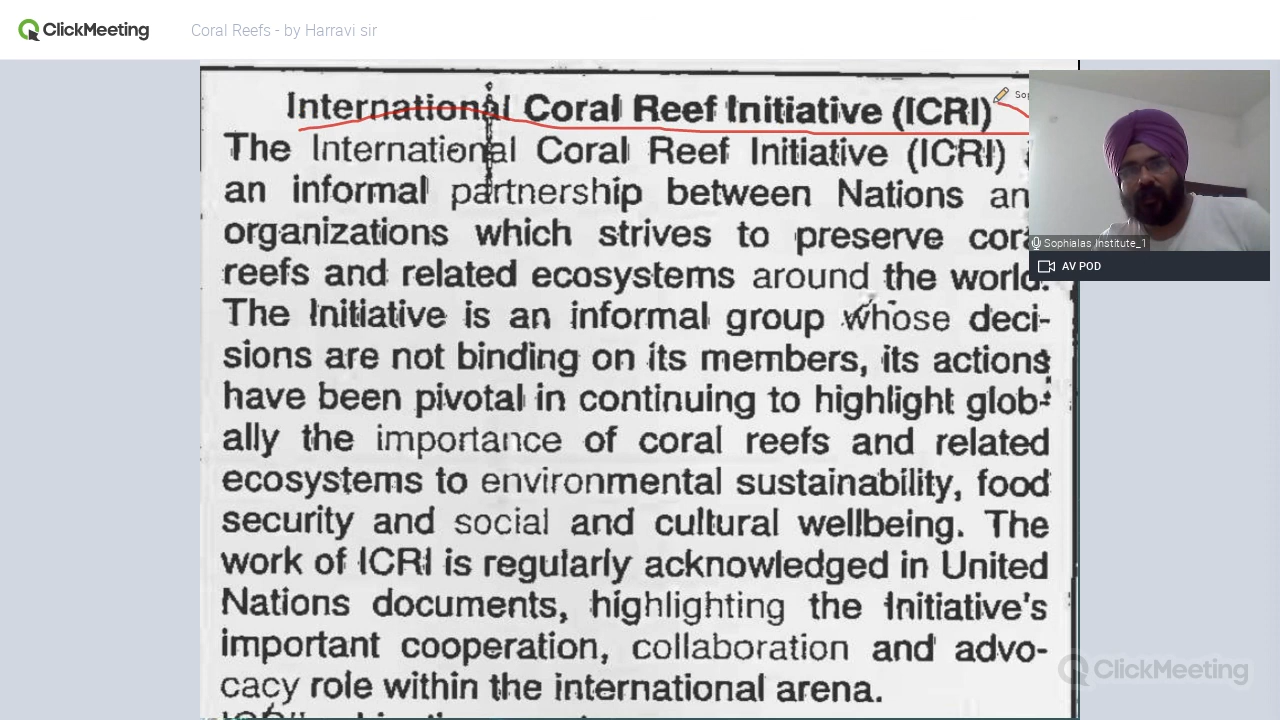 ClickMeeting
Coral Reefs - by Harravi sir
International Coral Reef Initiative (ICRI)
The International Coral Reef Initiative (ICRI)
an informal partnership between Nations an
organizations which strives to preserve cora
reefs and related ecosystems around the world.
The Initiative is an informal group whose deci-
sions are not binding on its members, its actions
have been pivotal in continuing to highlight glob-
ally the importance of coral reefs and related
ecosystems to environmental sustainability, food
security and social and cultural wellbeing. The
work of ICRI is regularly acknowledged in United
Nations documents, highlighting the Initiative's
important cooperation, collaboration and advo-
cacy role within the international arena.
Sop
Sophialas Institute_1
AV POD
ClickMeeting